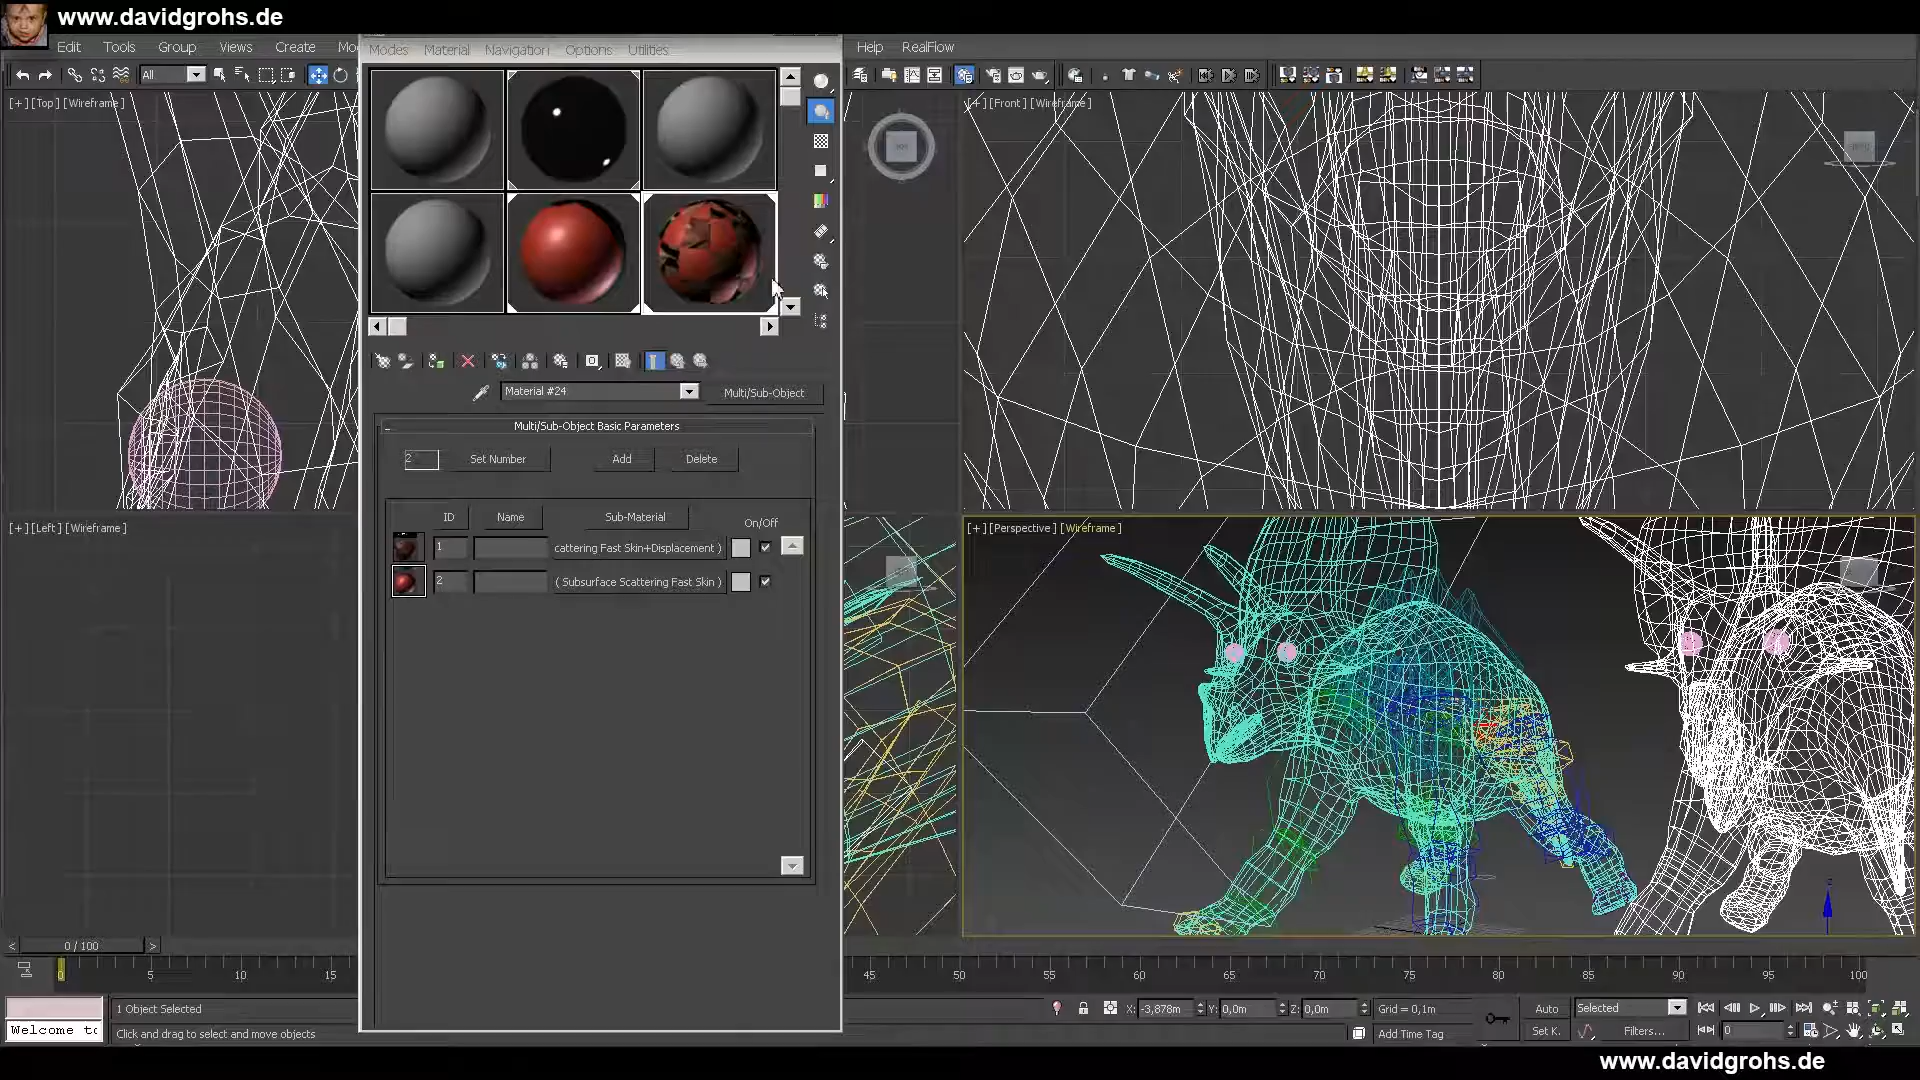 www.davidgrohs.de
Edit Tools Group Views Create Mo
Modes Material Navigation Options Utilities
Help RealFlow
All
[+][Top][Wireframe]
[+][Front][Wireframe]
Material #24
Multi/Sub-Object
Multi/Sub-Object Basic Parameters
2 Set Number Add Delete
ID Name Sub-Material On/Off
1 cattering Fast Skin+Displacement )
2 ( Subsurface Scattering Fast Skin )
[+][Left][Wireframe]
[+][Perspective][Wireframe]
< 0 / 100 >
0 5 10 15 45 50 55 60 65 70 75 80 85 90 95 100
1 Object Selected
X: -3,878m Y: 0,0m Z: 0,0m Grid = 0,1m
Auto Selected
Welcome to
Click and drag to select and move objects
Add Time Tag
Set K. Filters... 0
www.davidgrohs.de